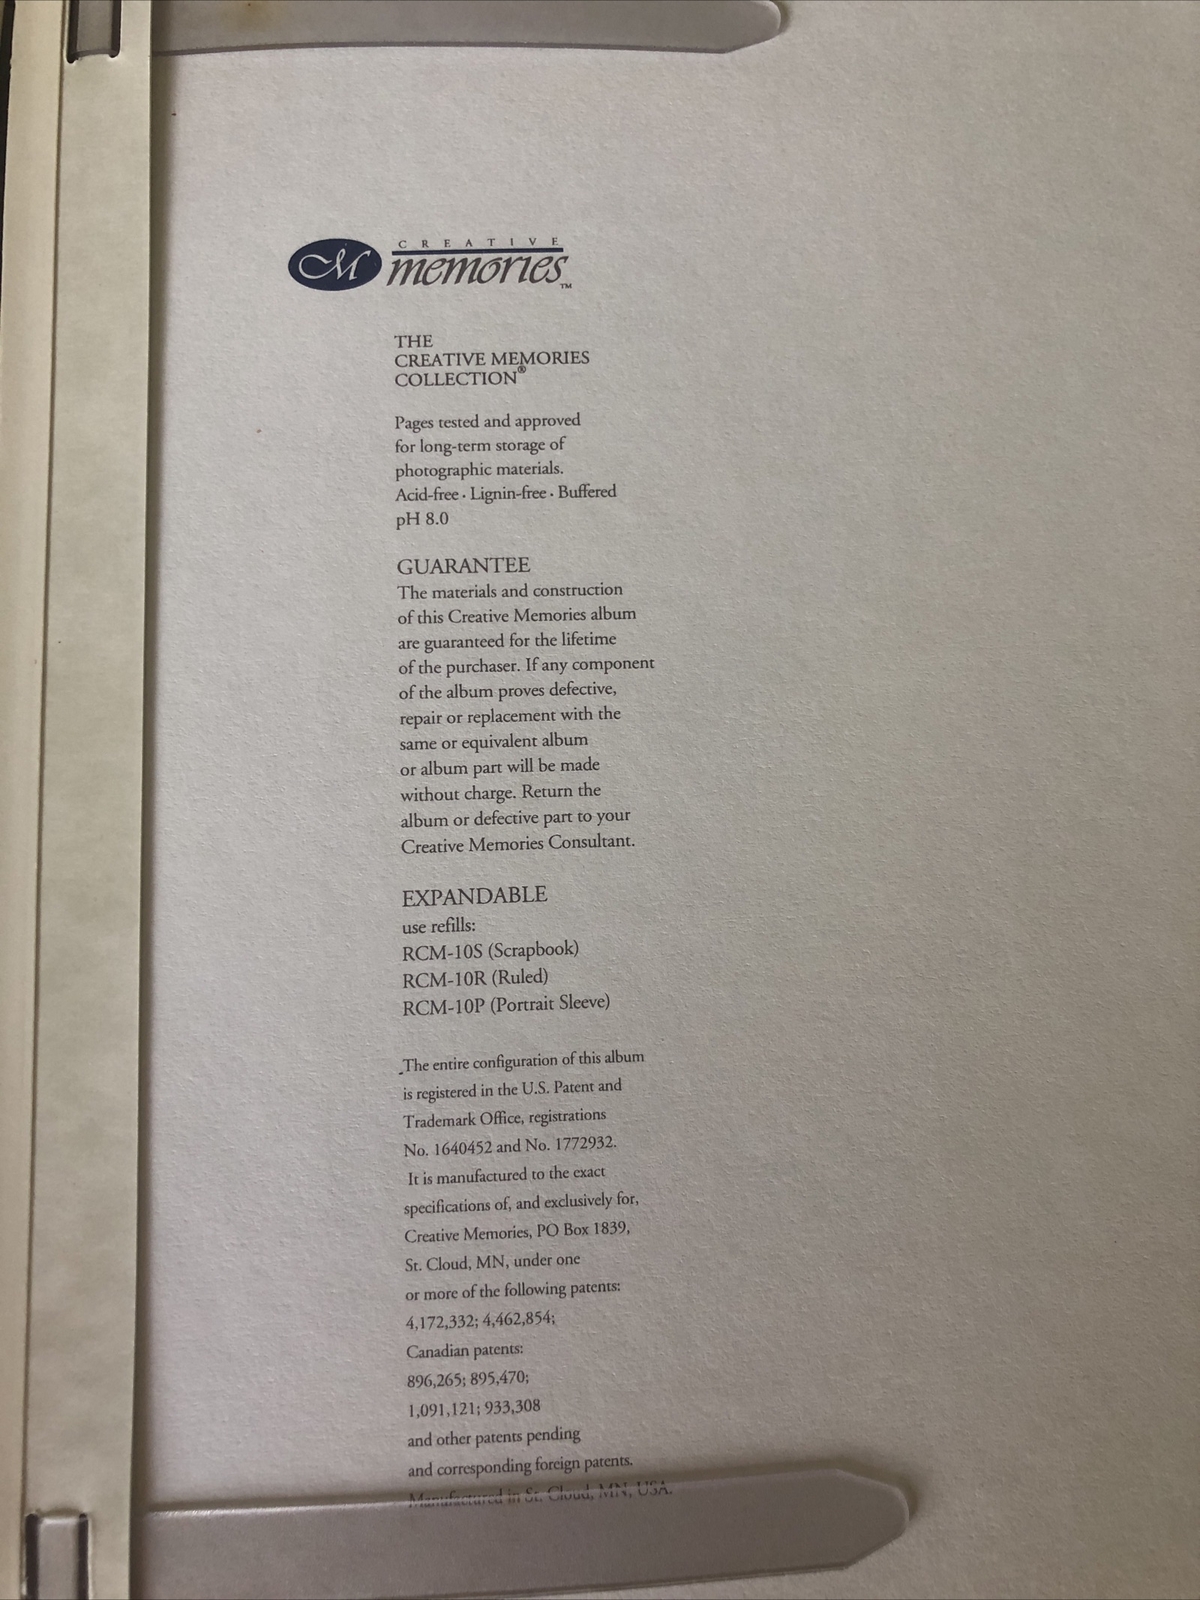 M CREATIVE
memories™
THE
CREATIVE MEMORIES
COLLECTION®
Pages tested and approved
for long-term storage of
photographic materials.
Acid-free · Lignin-free · Buffered
pH 8.0
GUARANTEE
The materials and construction
of this Creative Memories album
are guaranteed for the lifetime
of the purchaser. If any component
of the album proves defective,
repair or replacement with the
same or equivalent album
or album part will be made
without charge. Return the
album or defective part to your
Creative Memories Consultant.
EXPANDABLE
use refills:
RCM-10S (Scrapbook)
RCM-10R (Ruled)
RCM-10P (Portrait Sleeve)
The entire configuration of this album
is registered in the U.S. Patent and
Trademark Office, registrations
No. 1640452 and No. 1772932.
It is manufactured to the exact
specifications of, and exclusively for,
Creative Memories, PO Box 1839,
St. Cloud, MN, under one
or more of the following patents:
4,172,332; 4,462,854;
Canadian patents:
896,265; 895,470;
1,091,121; 933,308
and other patents pending
and corresponding foreign patents.
Manufactured in St. Cloud, MN, USA.